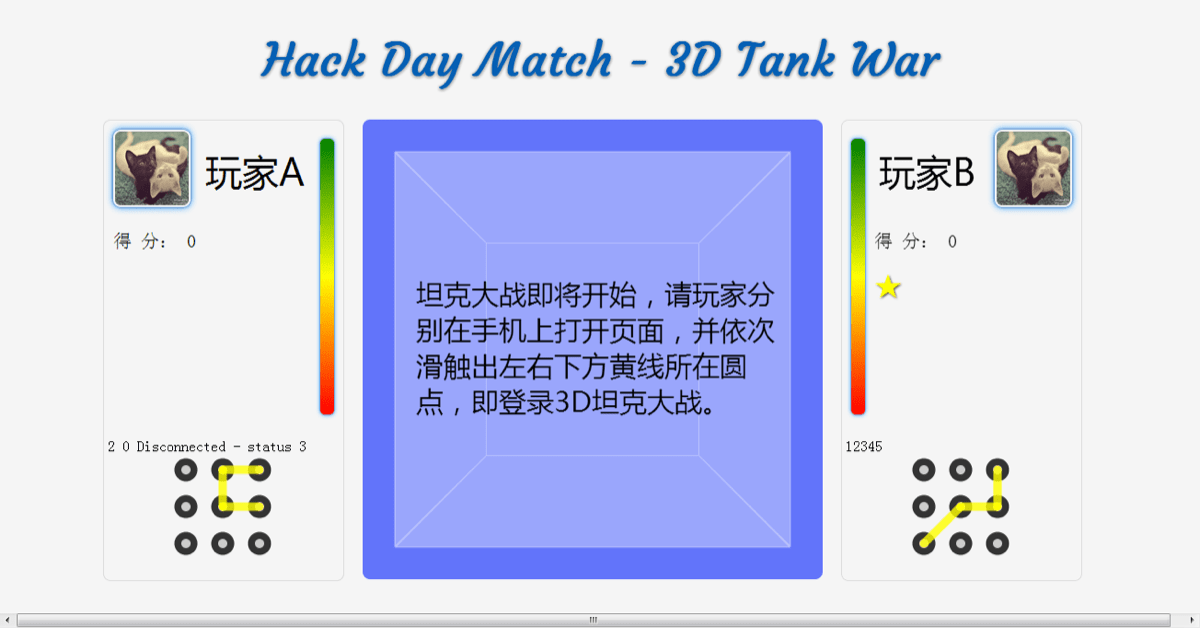 Hack Day Match - 3D Tank War
玩家A
得 分： 0
2 0 Disconnected - status 3
坦克大战即将开始，请玩家分
别在手机上打开页面，并依次
滑触出左右下方黄线所在圆
点，即登录3D坦克大战。
玩家B
得 分： 0
12345